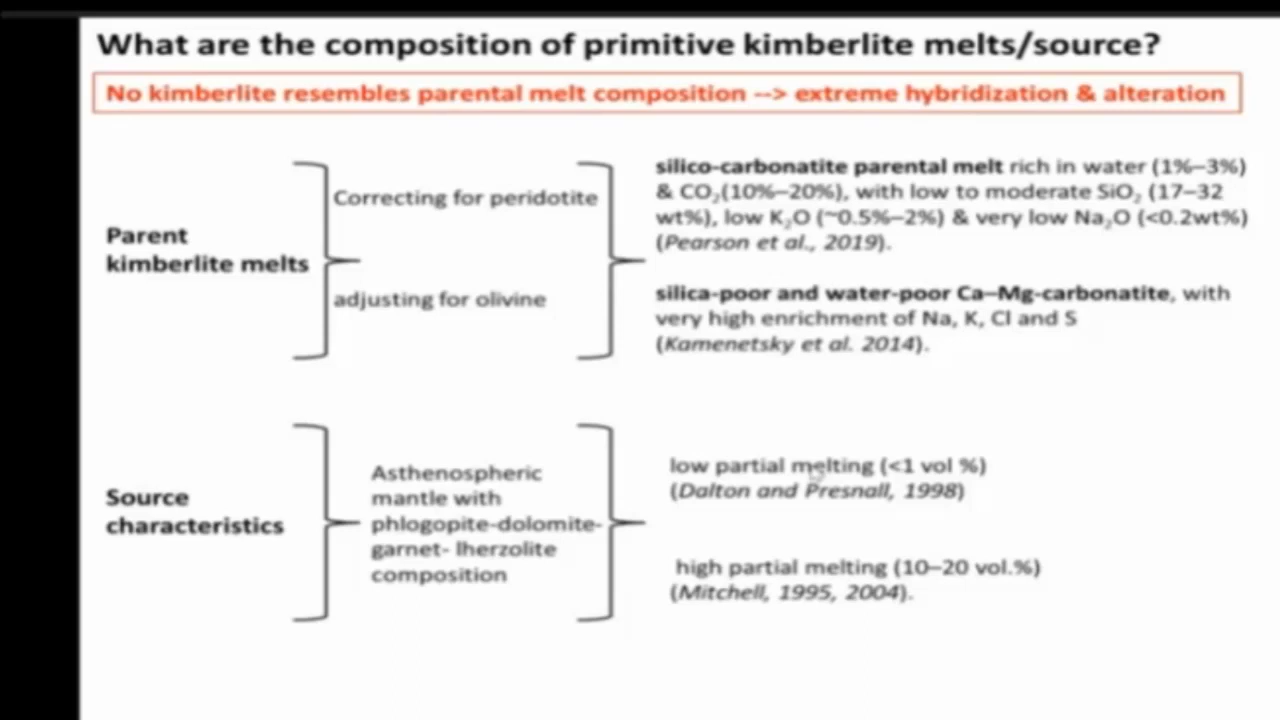 What are the composition of primitive kimberlite melts/source?
No kimberlite resembles parental melt composition --> extreme hybridization & alteration
Parent
kimberlite melts
Correcting for peridotite
adjusting for olivine
silico-carbonatite parental melt rich in water (1%–3%)
& CO₂(10%–20%), with low to moderate SiO₂ (17–32
wt%), low K₂O (~0.5%–2%) & very low Na₂O (<0.2wt%)
(Pearson et al., 2019).
silica-poor and water-poor Ca–Mg-carbonatite, with
very high enrichment of Na, K, Cl and S
(Kamenetsky et al. 2014).
Source
characteristics
Asthenospheric
mantle with
phlogopite-dolomite-
garnet- lherzolite
composition
low partial melting (<1 vol %)
(Dalton and Presnall, 1998)
high partial melting (10–20 vol.%)
(Mitchell, 1995, 2004).